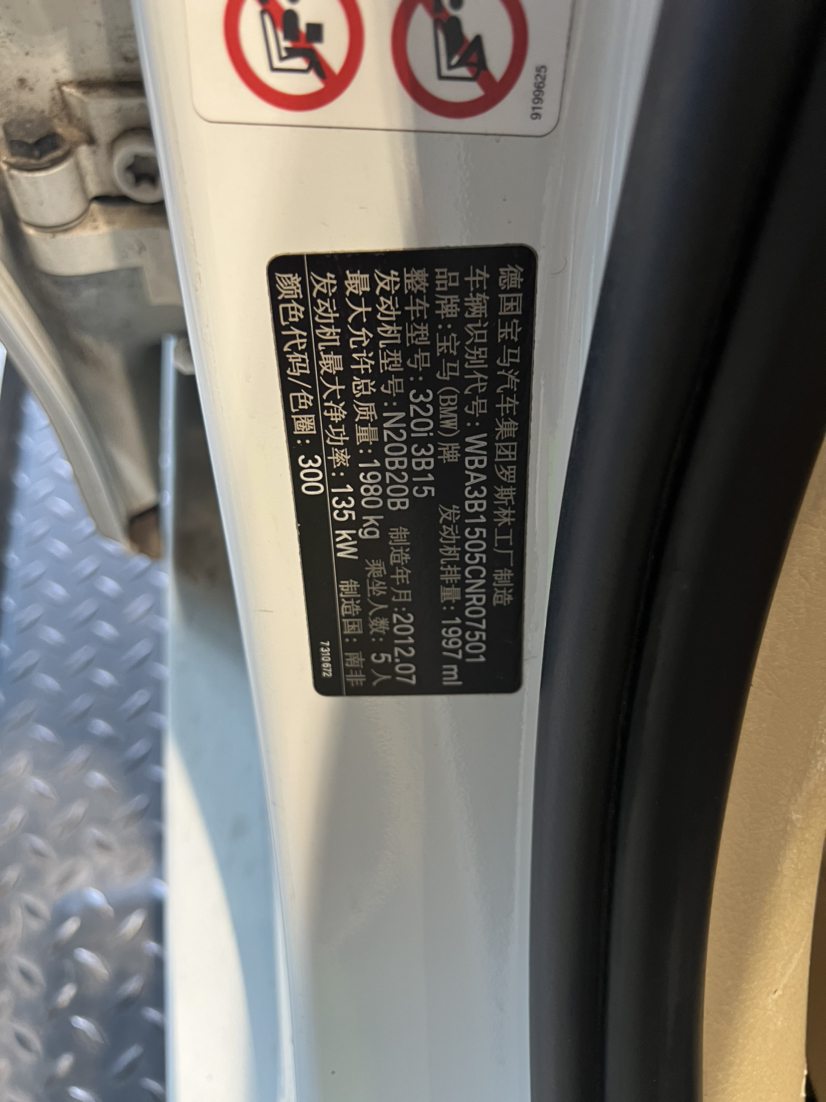 9199625
德国宝马汽车集团罗斯林工厂制造
车辆识别代号: WBA3B1505CNR07501
品牌:宝马(BMW)牌 发动机排量: 1997 ml
整车型号: 320i 3B15
发动机型号: N20B20B 制造年月:2012.07
最大允许总质量: 1980 kg 乘坐人数: 5 人
发动机最大净功率: 135 kW 制造国: 南非
颜色代码/色圈: 300
7 310 672